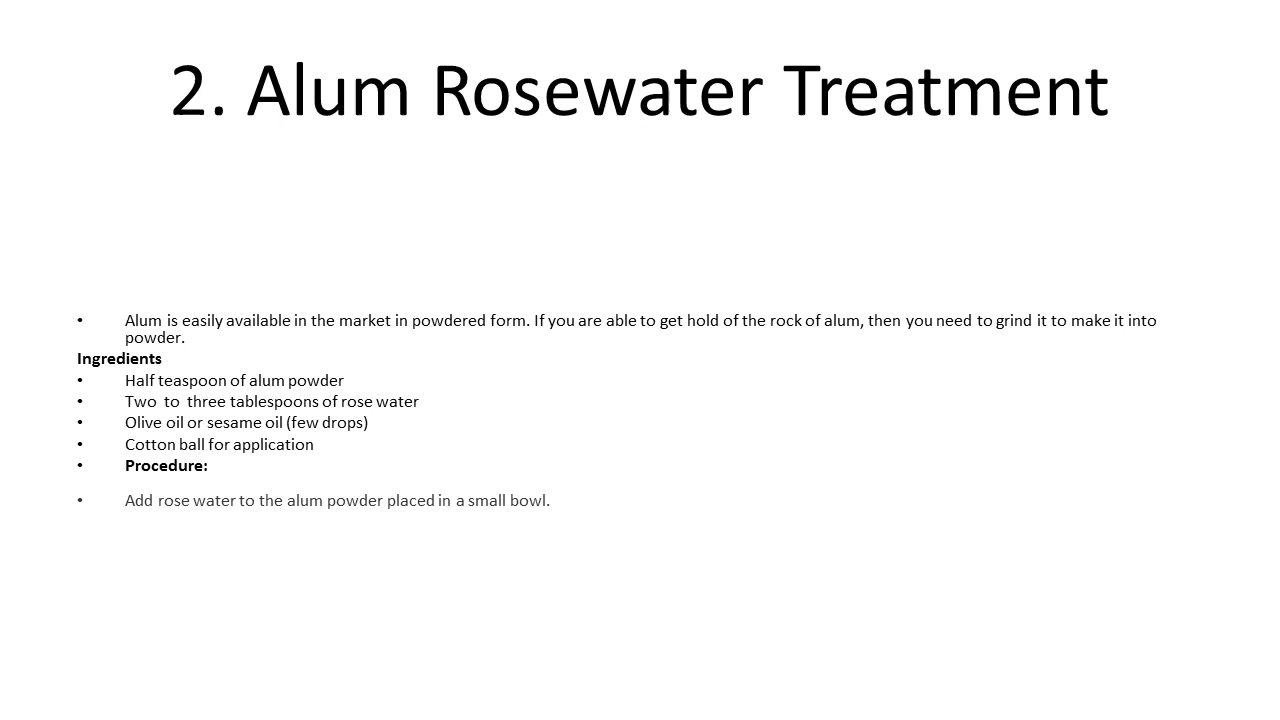 2. Alum Rosewater Treatment
• Alum is easily available in the market in powdered form. If you are able to get hold of the rock of alum, then you need to grind it to make it into
powder.
Ingredients
• Half teaspoon of alum powder
• Two to three tablespoons of rose water
• Olive oil or sesame oil (few drops)
• Cotton ball for application
• Procedure:
• Add rose water to the alum powder placed in a small bowl.